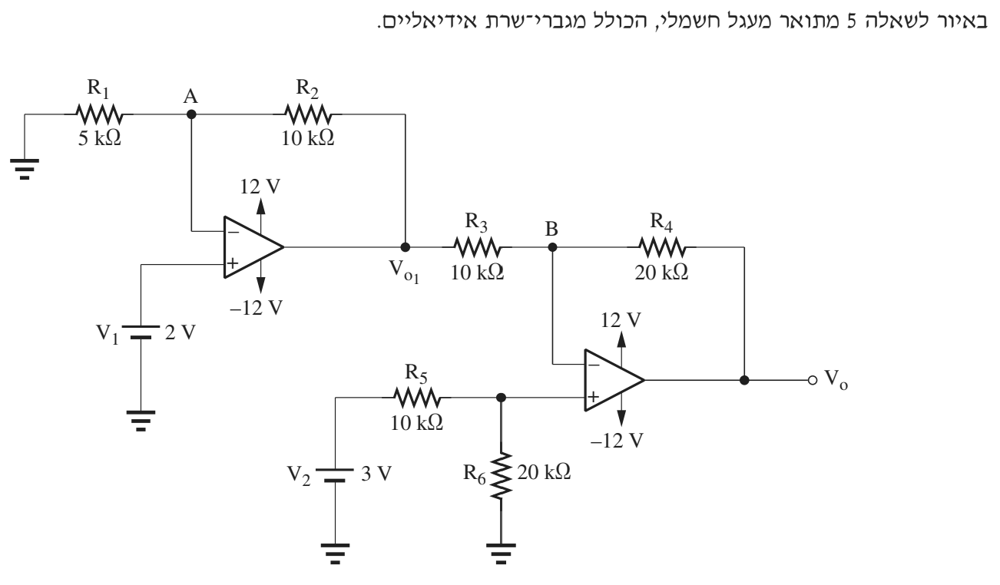 באיור לשאלה 5 מתואר מעגל חשמלי, הכולל מגברי־שרת אידיאליים.
R1
A
R2
5 kΩ
10 kΩ
12 V
−
+
–12 V
V1
2 V
Vo1
R3
B
R4
10 kΩ
20 kΩ
12 V
−
+
–12 V
Vo
R5
10 kΩ
V2
3 V
R6
20 kΩ